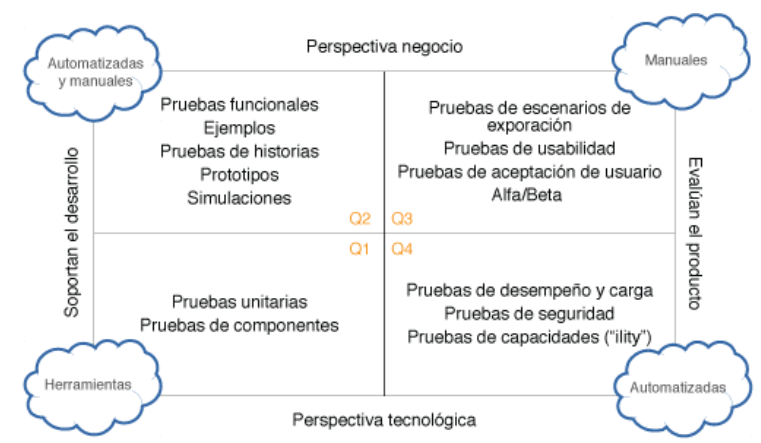 Perspectiva negocio
Automatizadas
y manuales
Manuales
Pruebas funcionales
Ejemplos
Pruebas de historias
Prototipos
Simulaciones
Pruebas de escenarios de
exporación
Pruebas de usabilidad
Pruebas de aceptación de usuario
Alfa/Beta
Soportan el desarrollo
Evalúan el producto
Q2
Q3
Q1
Q4
Pruebas unitarias
Pruebas de componentes
Pruebas de desempeño y carga
Pruebas de seguridad
Pruebas de capacidades (“ility”)
Herramientas
Automatizadas
Perspectiva tecnológica